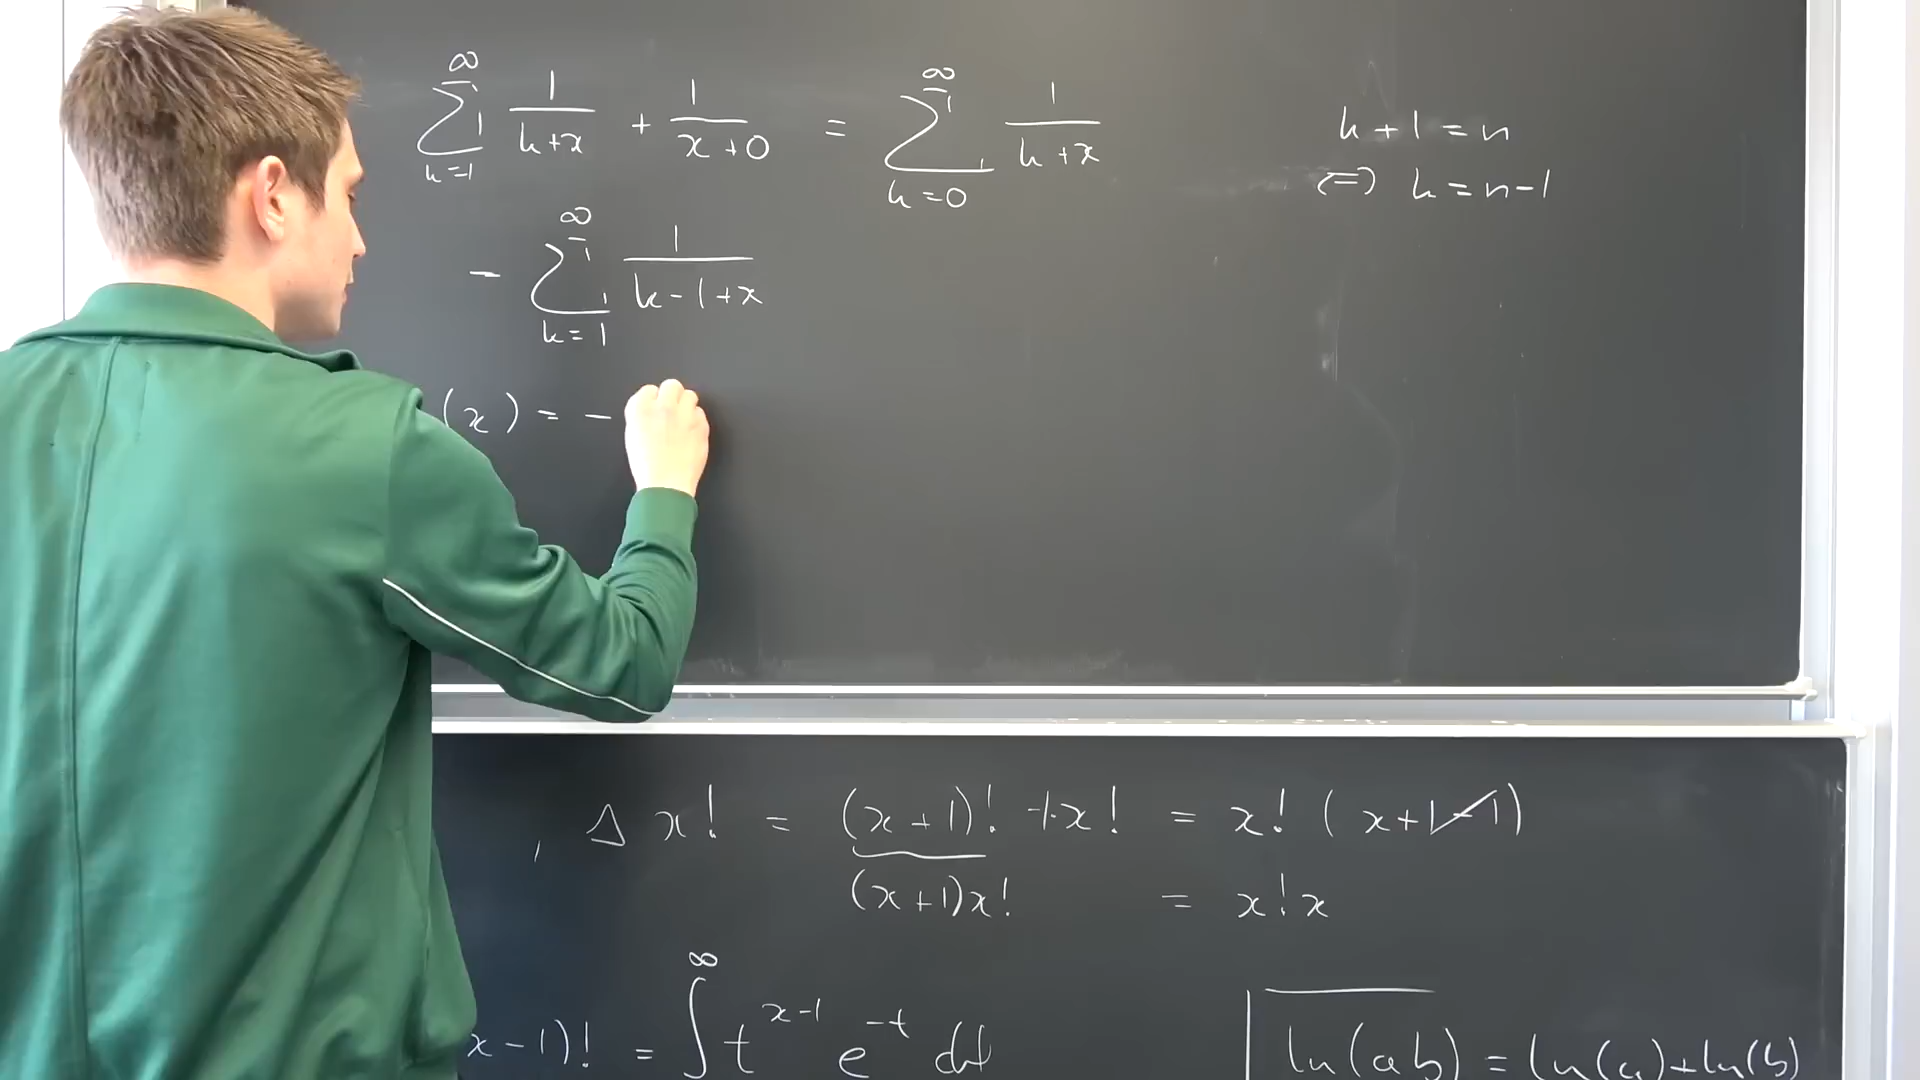 ∑_{k=1}^{∞} 1/(k+x) + 1/(x+0) = ∑_{k=0}^{∞} 1/(k+x)
k+1=n
⇔ k=n-1
- ∑_{k=1}^{∞} 1/(k-1+x)
(x) = -
, Δ x! = (x+1)! - x! = x! (x+1-1)
(x+1)x! = x!x
x-1)! = ∫^{∞} t^{x-1} e^{-t} dt
ln(ab) = ln(a)+ln(b)